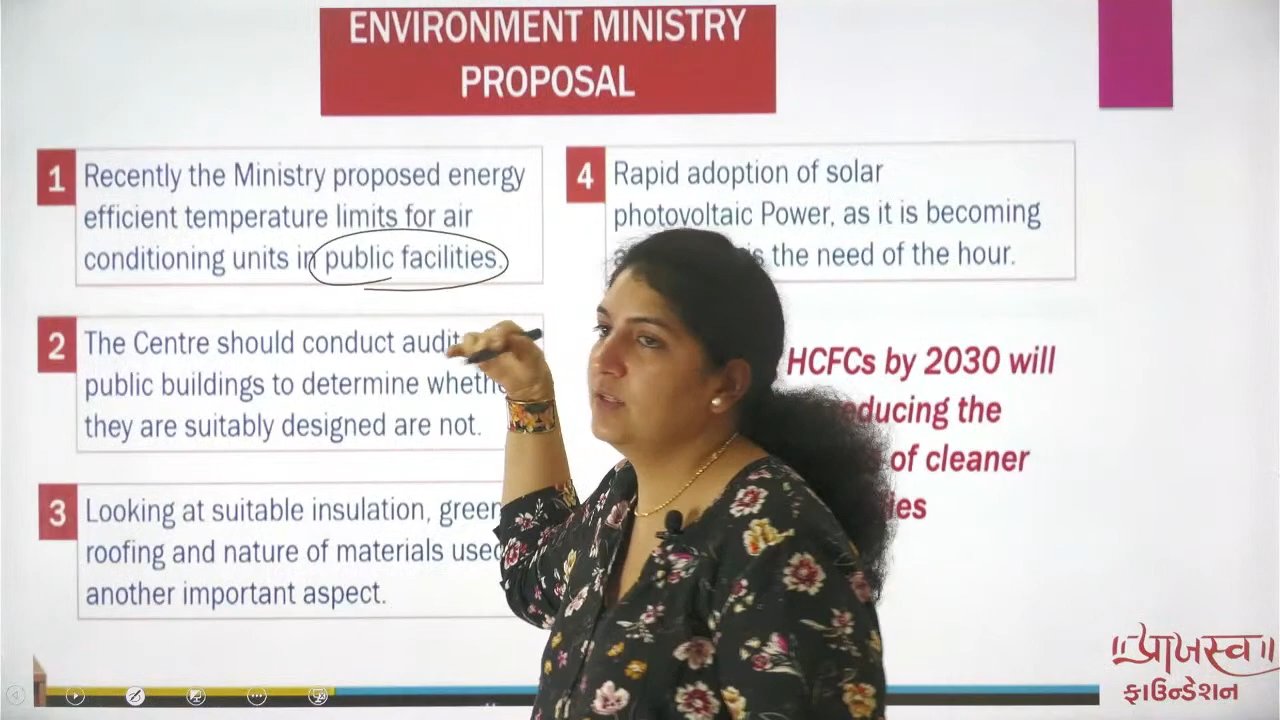 ENVIRONMENT MINISTRY
PROPOSAL
1
Recently the Ministry proposed energy
efficient temperature limits for air
conditioning units in public facilities.
2
The Centre should conduct audit
public buildings to determine
they are suitably designed are not.
3
Looking at suitable insulation, green
roofing and nature of materials used
another important aspect.
4
Rapid adoption of solar
photovoltaic Power, as it is becoming
is the need of the hour.
HCFCs by 2030 will
educing the
of cleaner
ies
॥પ્રાજસ્વ॥
ફાઉન્ડેશન